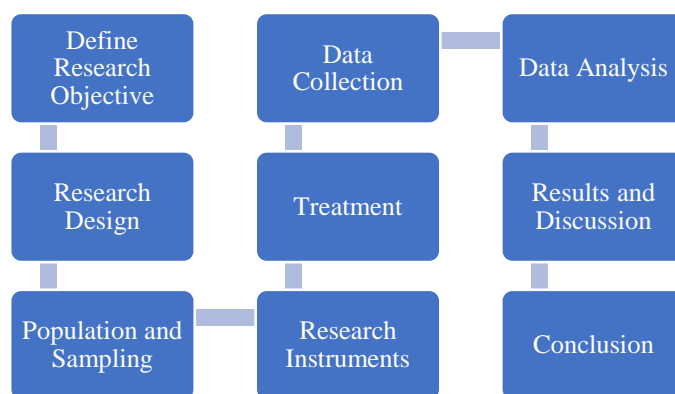 Define
Research
Objective
Research
Design
Population and
Sampling
Research
Instruments
Treatment
Data
Collection
Data Analysis
Results and
Discussion
Conclusion